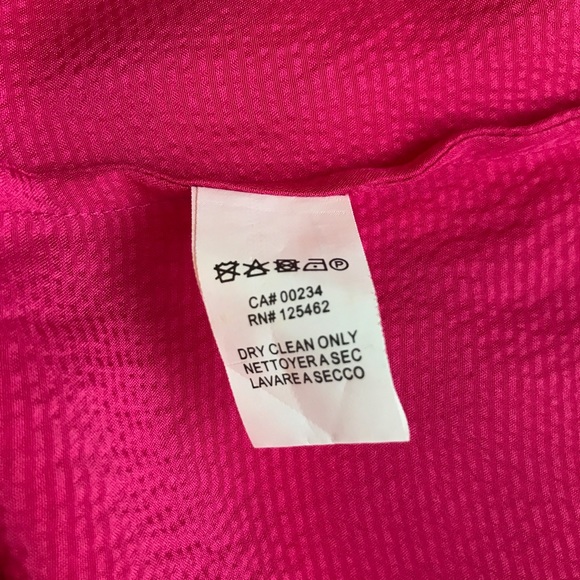 P
CA# 00234
RN# 125462
DRY CLEAN ONLY
NETTOYER A SEC
LAVARE A SECCO